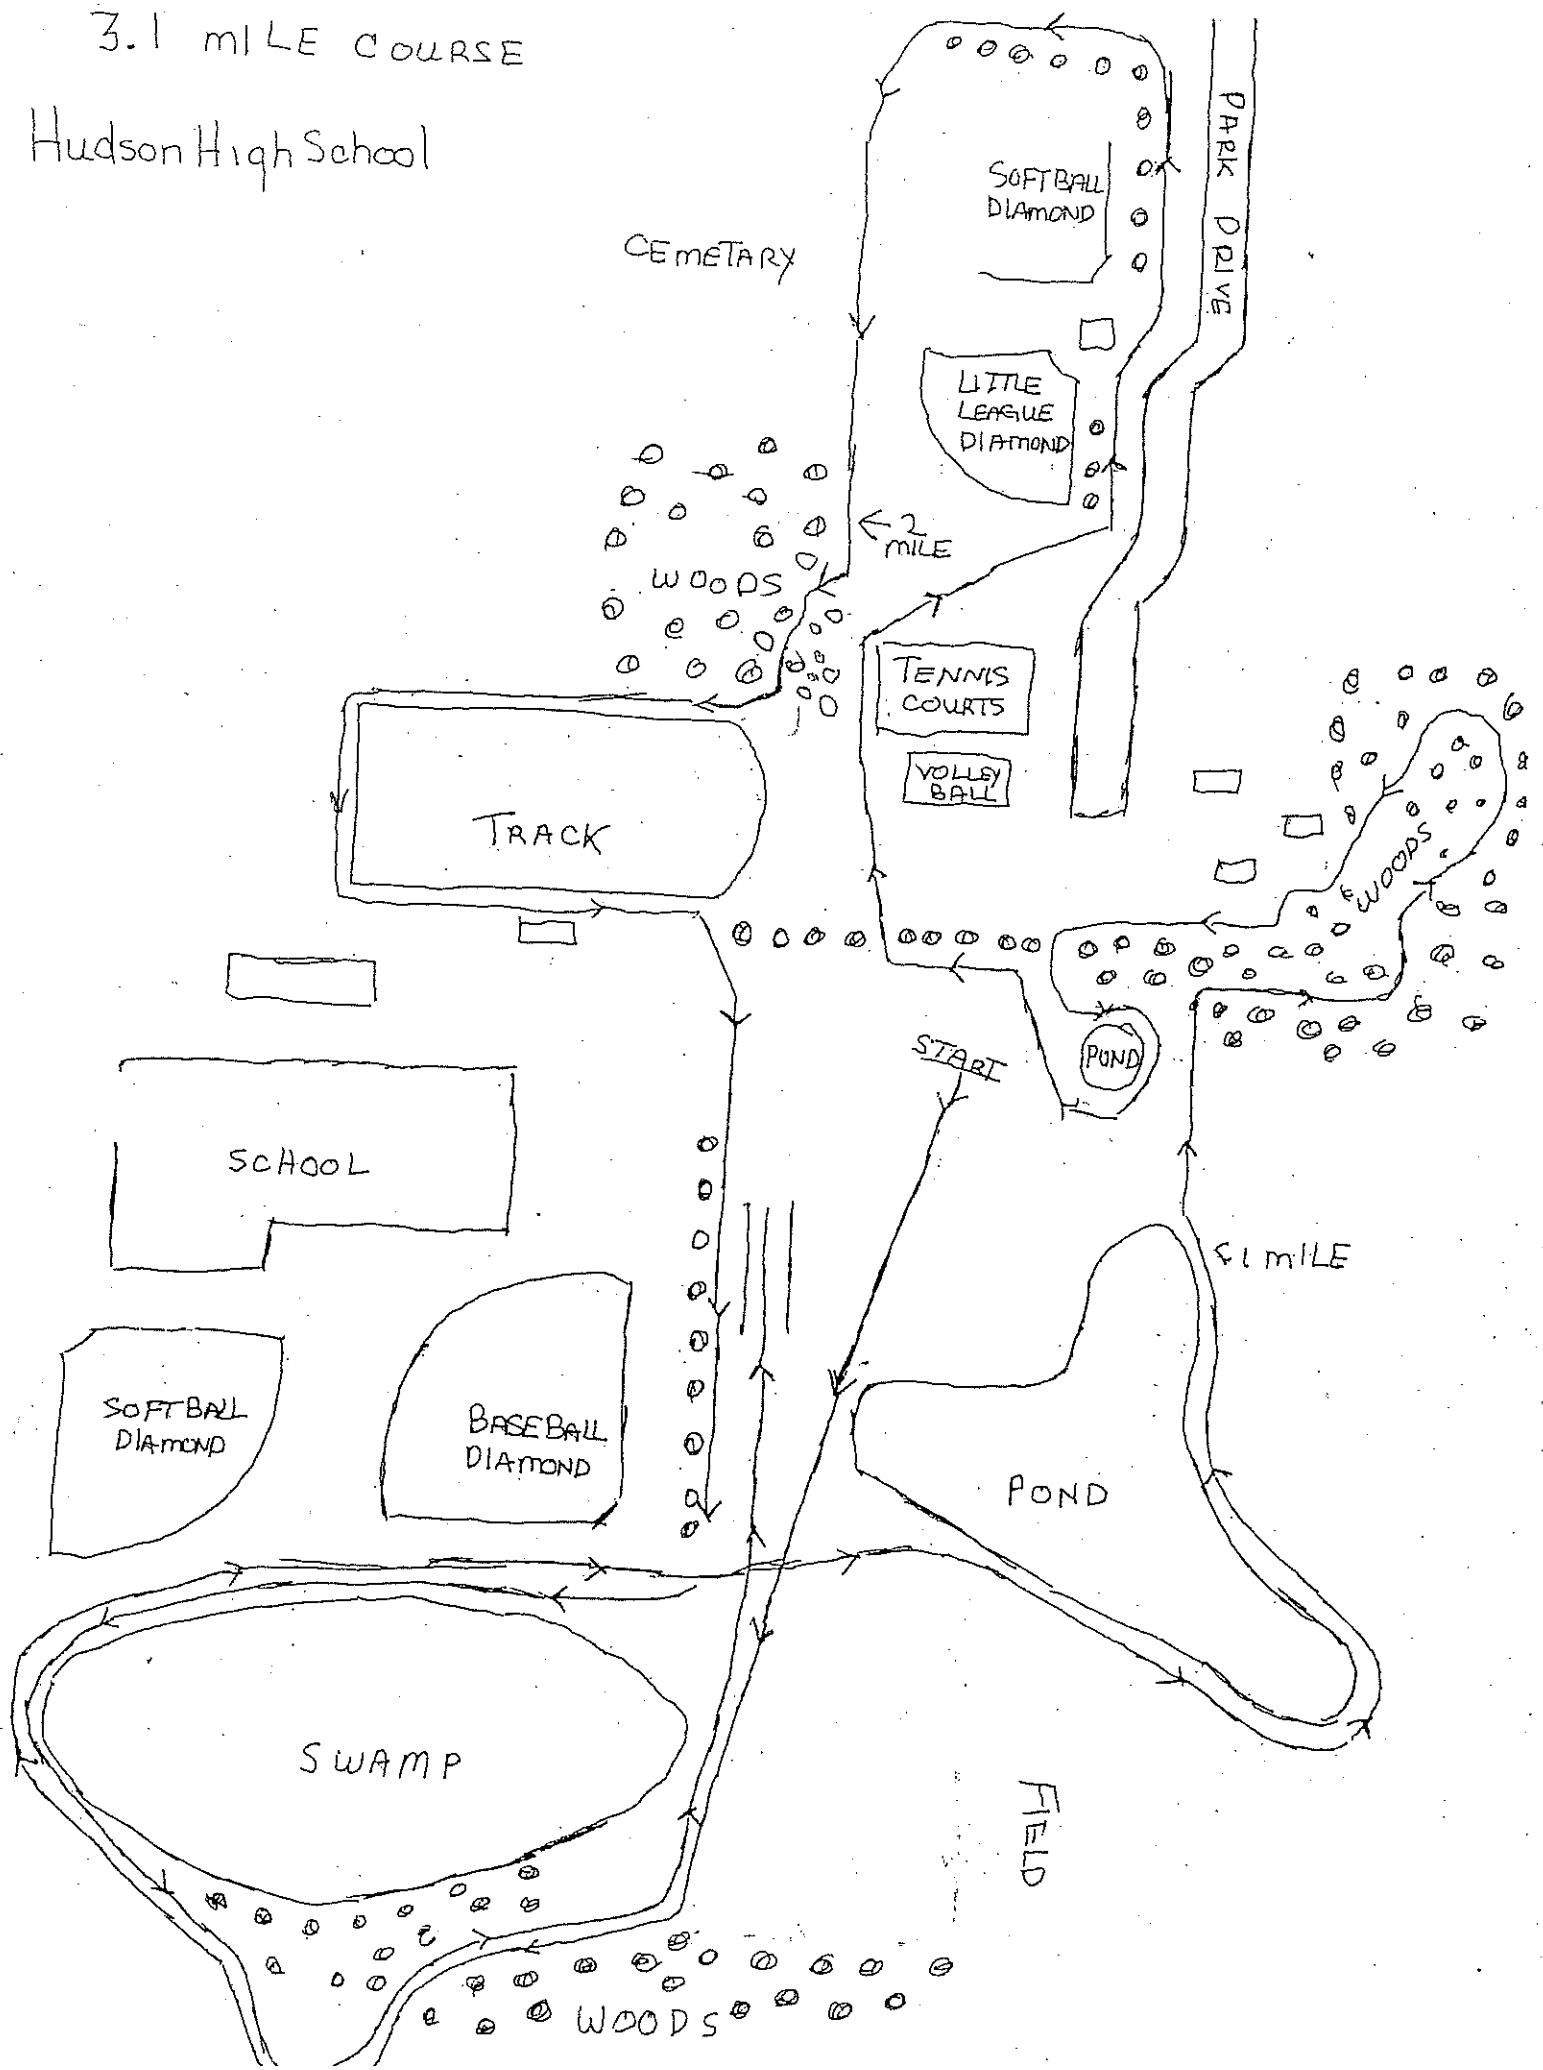 3.1 mILE COURSE
Hudson High School
PARK DRIVE
SOFTBALL
DIAMOND
CEMETARY
LITTLE
LEAGUE
DIAMOND
2
MILE
WOODS
TENNIS
COURTS
VOLLEY
BALL
TRACK
WOODS
START
POND
SCHOOL
1 MILE
SOFTBALL
DIAMOND
BASEBALL
DIAMOND
POND
SWAMP
FIELD
WOODS